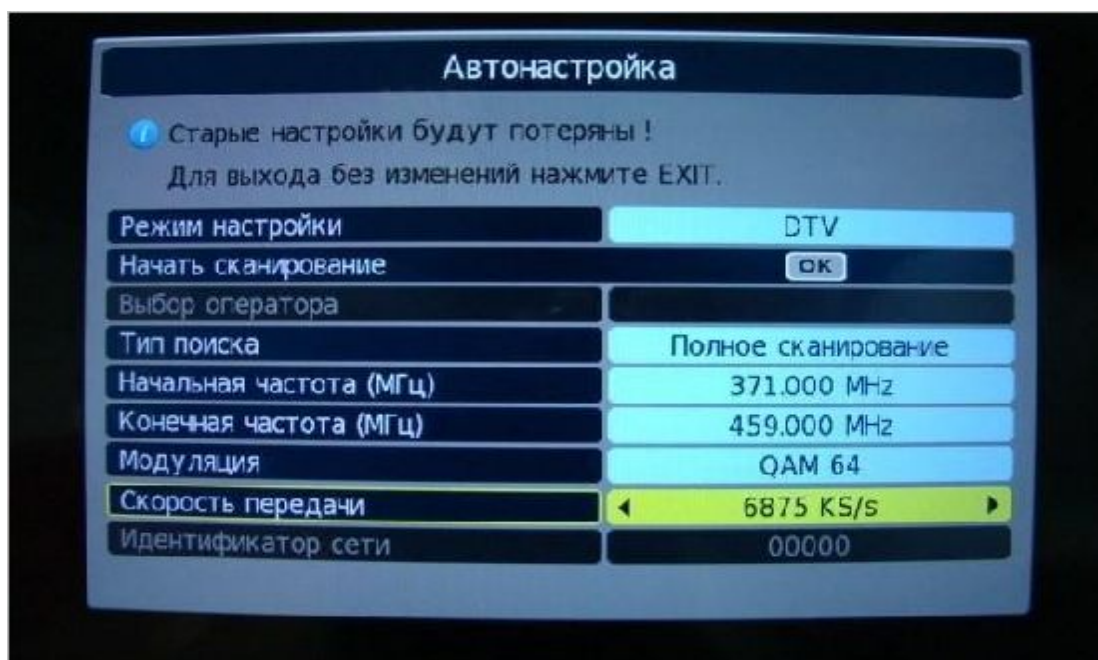 Автонастройка
Старые настройки будут потеряны !
Для выхода без изменений нажмите EXIT.
Режим настройки DTV
Начать сканирование OK
Выбор оператора
Тип поиска Полное сканирование
Начальная частота (МГц) 371.000 MHz
Конечная частота (МГц) 459.000 MHz
Модуляция QAM 64
Скорость передачи 6875 KS/s
Идентификатор сети 00000